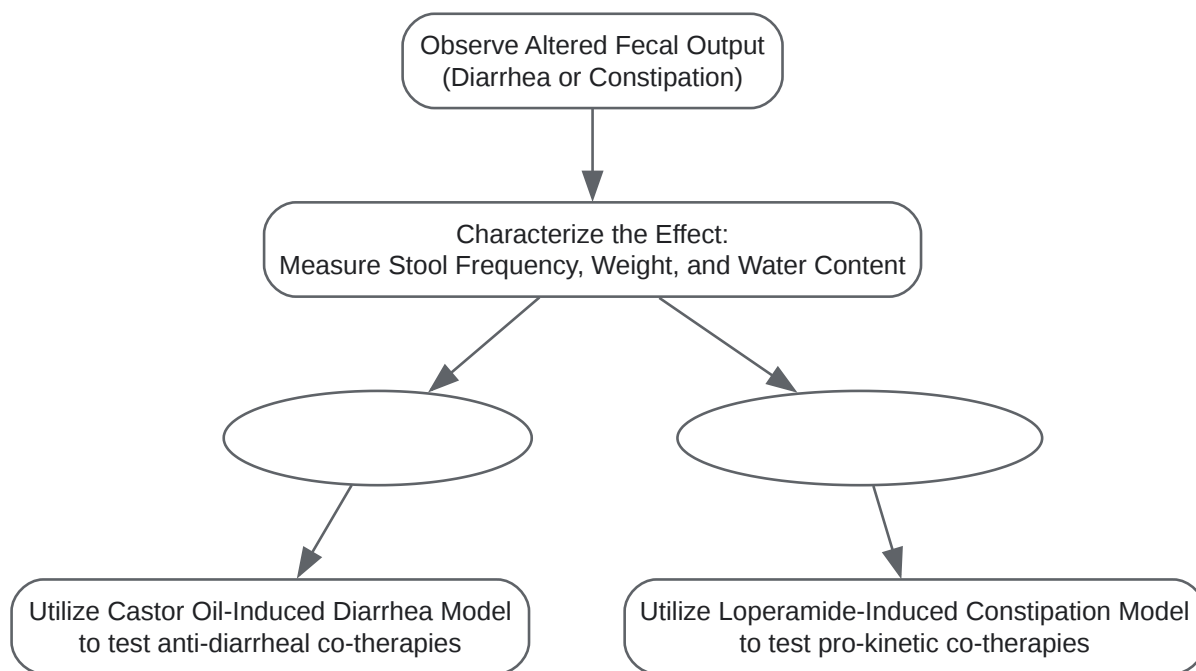 Observe Altered Fecal Output
(Diarrhea or Constipation)
Characterize the Effect:
Measure Stool Frequency, Weight, and Water Content
Utilize Castor Oil-Induced Diarrhea Model
to test anti-diarrheal co-therapies
Utilize Loperamide-Induced Constipation Model
to test pro-kinetic co-therapies